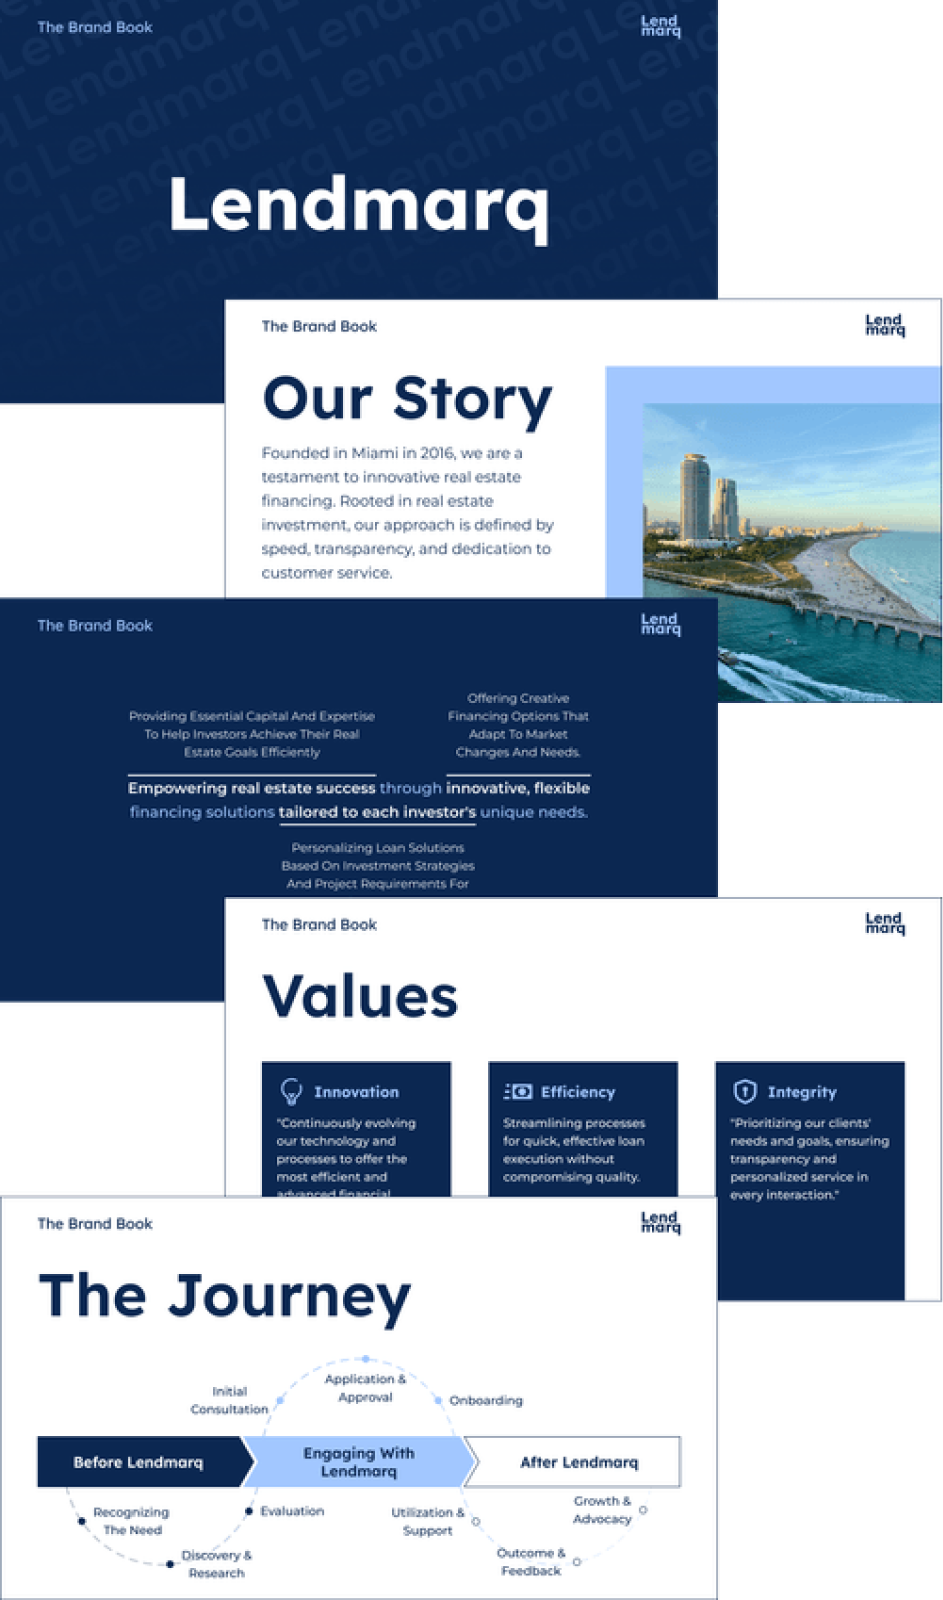 The Brand Book
Lend
marq
Lendmarq
The Brand Book
Lend
marq
Our Story
Founded in Miami in 2016, we are a
testament to innovative real estate
financing. Rooted in real estate
investment, our approach is defined by
speed, transparency, and dedication to
customer service.
The Brand Book
Lend
marq
Providing Essential Capital And Expertise
To Help Investors Achieve Their Real
Estate Goals Efficiently
Offering Creative
Financing Options That
Adapt To Market
Changes And Needs.
Empowering real estate success through innovative, flexible
financing solutions tailored to each investor's unique needs.
Personalizing Loan Solutions
Based On Investment Strategies
And Project Requirements For
The Brand Book
Lend
marq
Values
Innovation
"Continuously evolving
our technology and
processes to offer the
most efficient and
advanced financial
Efficiency
Streamlining processes
for quick, effective loan
execution without
compromising quality.
Integrity
"Prioritizing our clients'
needs and goals, ensuring
transparency and
personalized service in
every interaction."
The Brand Book
Lend
marq
The Journey
Initial
Consultation
Application &
Approval
Onboarding
Before Lendmarq
Engaging With
Lendmarq
After Lendmarq
Recognizing
The Need
Discovery &
Research
Evaluation
Utilization &
Support
Outcome &
Feedback
Growth &
Advocacy